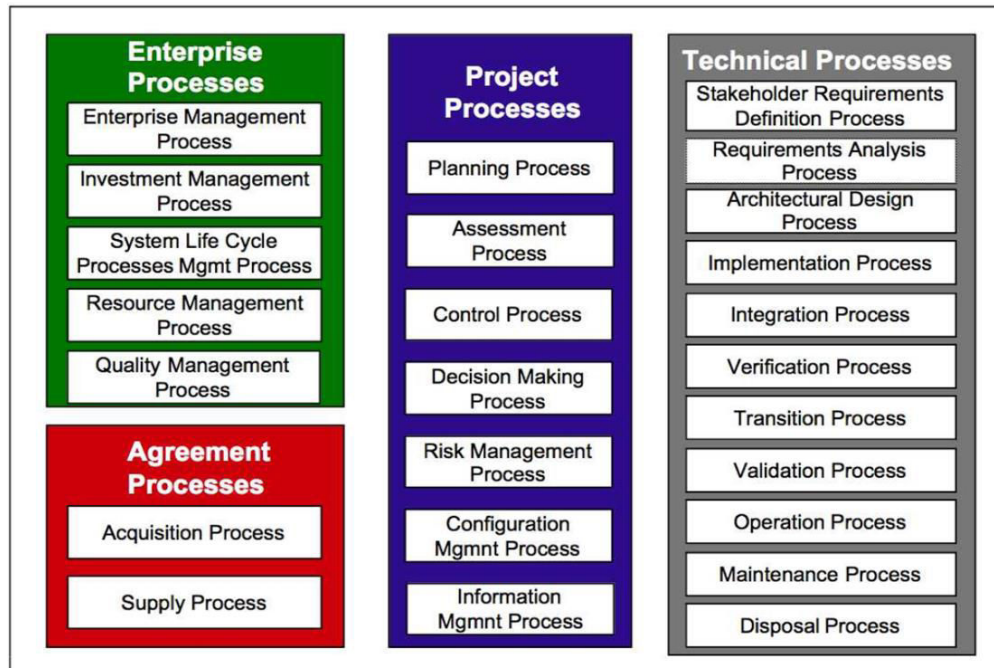 Enterprise
Processes
Enterprise Management
Process
Investment Management
Process
System Life Cycle
Processes Mgmt Process
Resource Management
Process
Quality Management
Process
Agreement
Processes
Acquisition Process
Supply Process
Project
Processes
Planning Process
Assessment
Process
Control Process
Decision Making
Process
Risk Management
Process
Configuration
Mgmnt Process
Information
Mgmnt Process
Technical Processes
Stakeholder Requirements
Definition Process
Requirements Analysis
Process
Architectural Design
Process
Implementation Process
Integration Process
Verification Process
Transition Process
Validation Process
Operation Process
Maintenance Process
Disposal Process